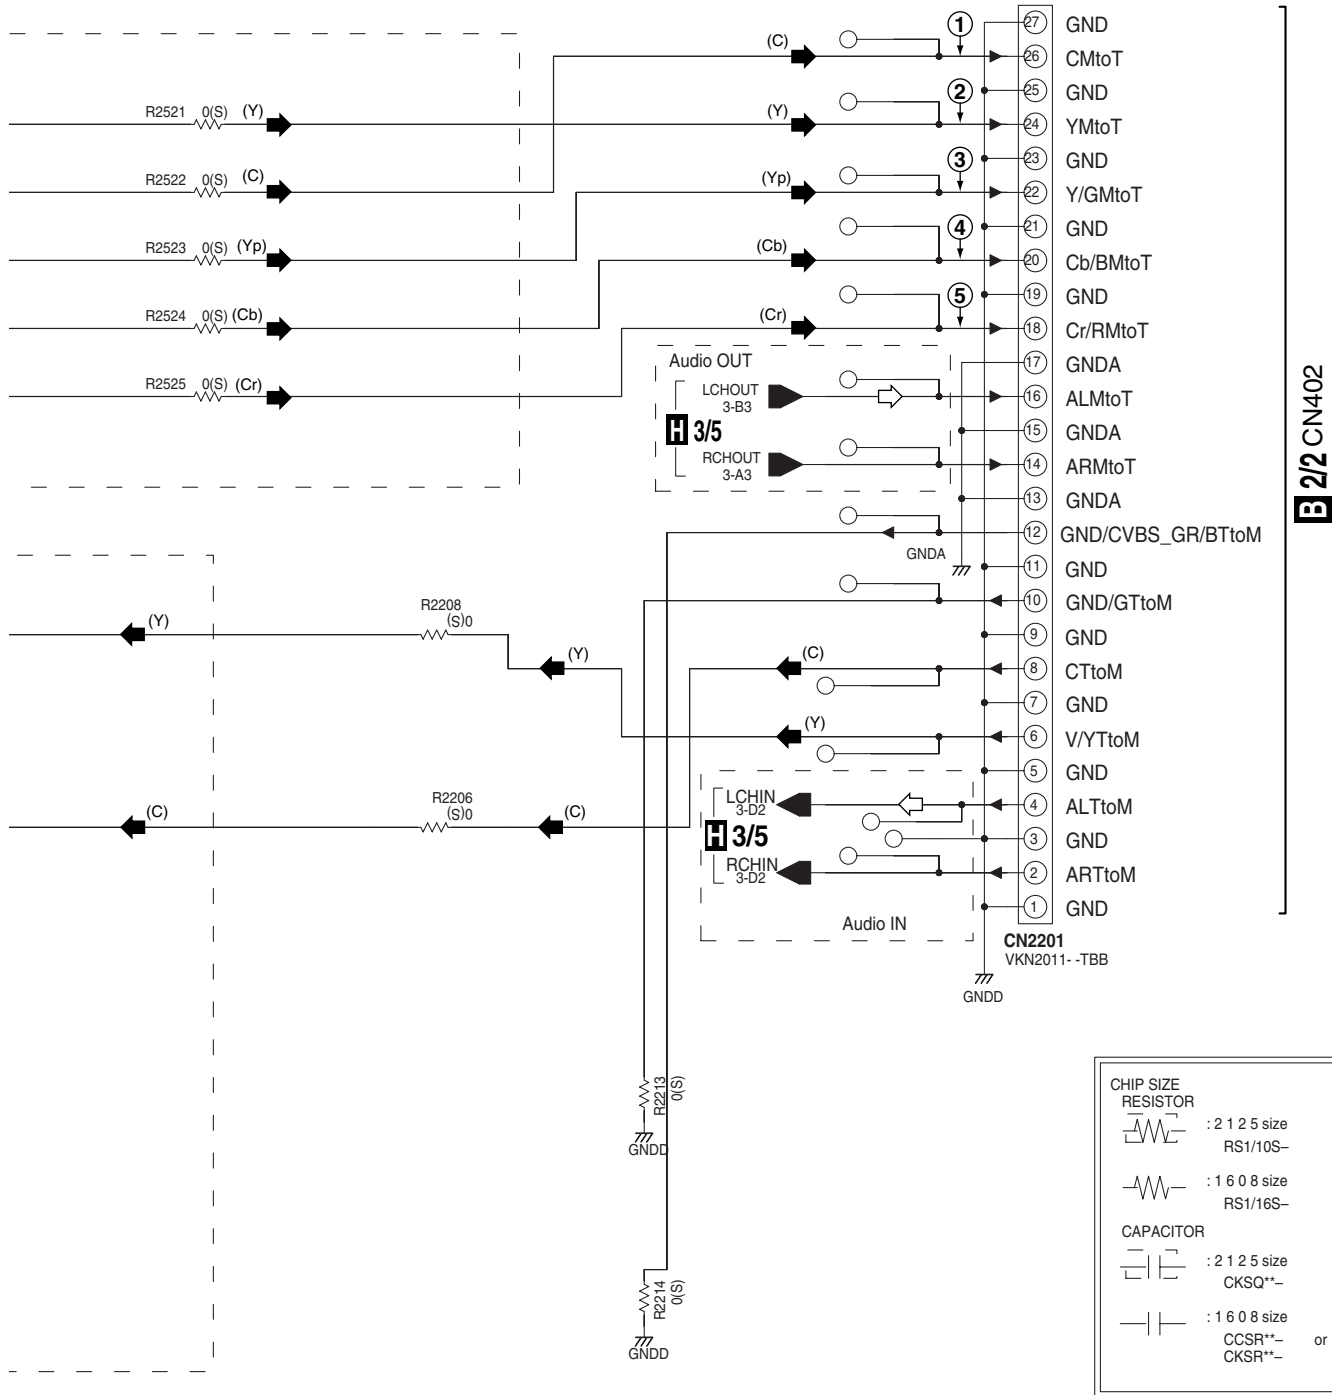 1
27 GND
(C)
26 CMtoT
25 GND
2
R2521 0(S) (Y)
(Y)
24 YMtoT
3
23 GND
R2522 0(S) (C)
(Yp)
22 Y/GMtoT
4
21 GND
R2523 0(S) (Yp)
(Cb)
20 Cb/BMtoT
5
19 GND
R2524 0(S) (Cb)
(Cr)
18 Cr/RMtoT
Audio OUT
17 GNDA
R2525 0(S) (Cr)
LCHOUT
3-B3
16 ALMtoT
H 3/5
15 GNDA
RCHOUT
3-A3
14 ARMtoT
13 GNDA
B 2/2 CN402
12 GND/CVBS_GR/BTtoM
GNDA
11 GND
10 GND/GTtoM
R2208
(S)0
(Y)
9 GND
(Y)
(C)
8 CTtoM
7 GND
(Y)
6 V/YTtoM
5 GND
R2206
(S)0
(C)
(C)
LCHIN
3-D2
4 ALTtoM
H 3/5
3 GND
RCHIN
3-D2
2 ARTtoM
1 GND
Audio IN
CN2201
VKN2011- -TBB
GNDD
R2213
0(S)
GNDD
R2214
0(S)
GNDD
CHIP SIZE
RESISTOR
: 2 1 2 5 size
RS1/10S–
: 1 6 0 8 size
RS1/16S–
CAPACITOR
: 2 1 2 5 size
CKSQ**–
: 1 6 0 8 size
CCSR**– or
CKSR**–